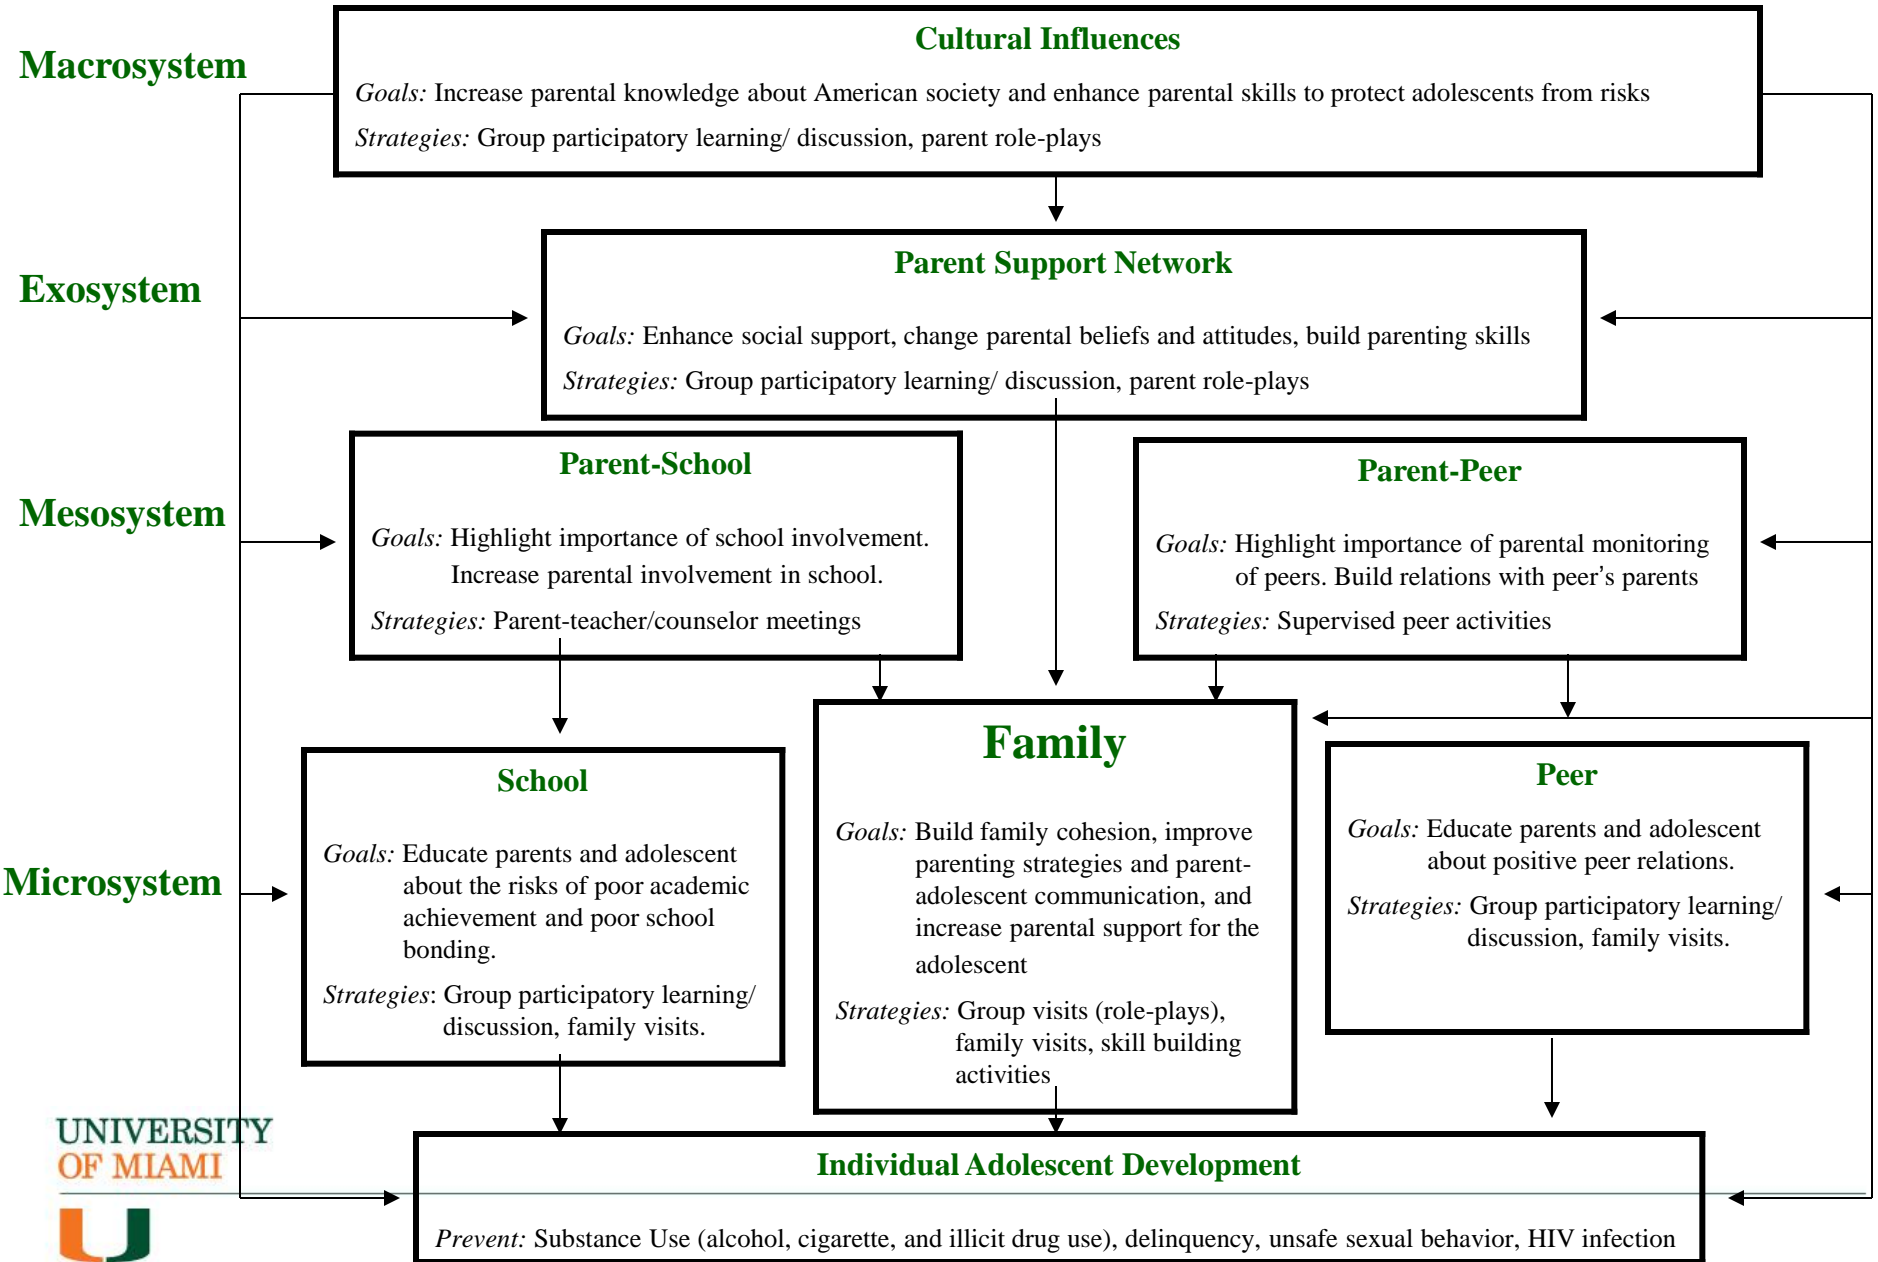 Macrosystem
Cultural Influences
Goals: Increase parental knowledge about American society and enhance parental skills to protect adolescents from risks
Strategies: Group participatory learning/ discussion, parent role-plays
Exosystem
Parent Support Network
Goals: Enhance social support, change parental beliefs and attitudes, build parenting skills
Strategies: Group participatory learning/ discussion, parent role-plays
Mesosystem
Parent-School
Goals: Highlight importance of school involvement.
Increase parental involvement in school.
Strategies: Parent-teacher/counselor meetings
Parent-Peer
Goals: Highlight importance of parental monitoring
of peers. Build relations with peer’s parents
Strategies: Supervised peer activities
Microsystem
School
Goals: Educate parents and adolescent
about the risks of poor academic
achievement and poor school
bonding.
Strategies: Group participatory learning/
discussion, family visits.
Family
Goals: Build family cohesion, improve
parenting strategies and parent-
adolescent communication, and
increase parental support for the
adolescent
Strategies: Group visits (role-plays),
family visits, skill building
activities
Peer
Goals: Educate parents and adolescent
about positive peer relations.
Strategies: Group participatory learning/
discussion, family visits.
UNIVERSITY
OF MIAMI
U
Individual Adolescent Development
Prevent: Substance Use (alcohol, cigarette, and illicit drug use), delinquency, unsafe sexual behavior, HIV infection